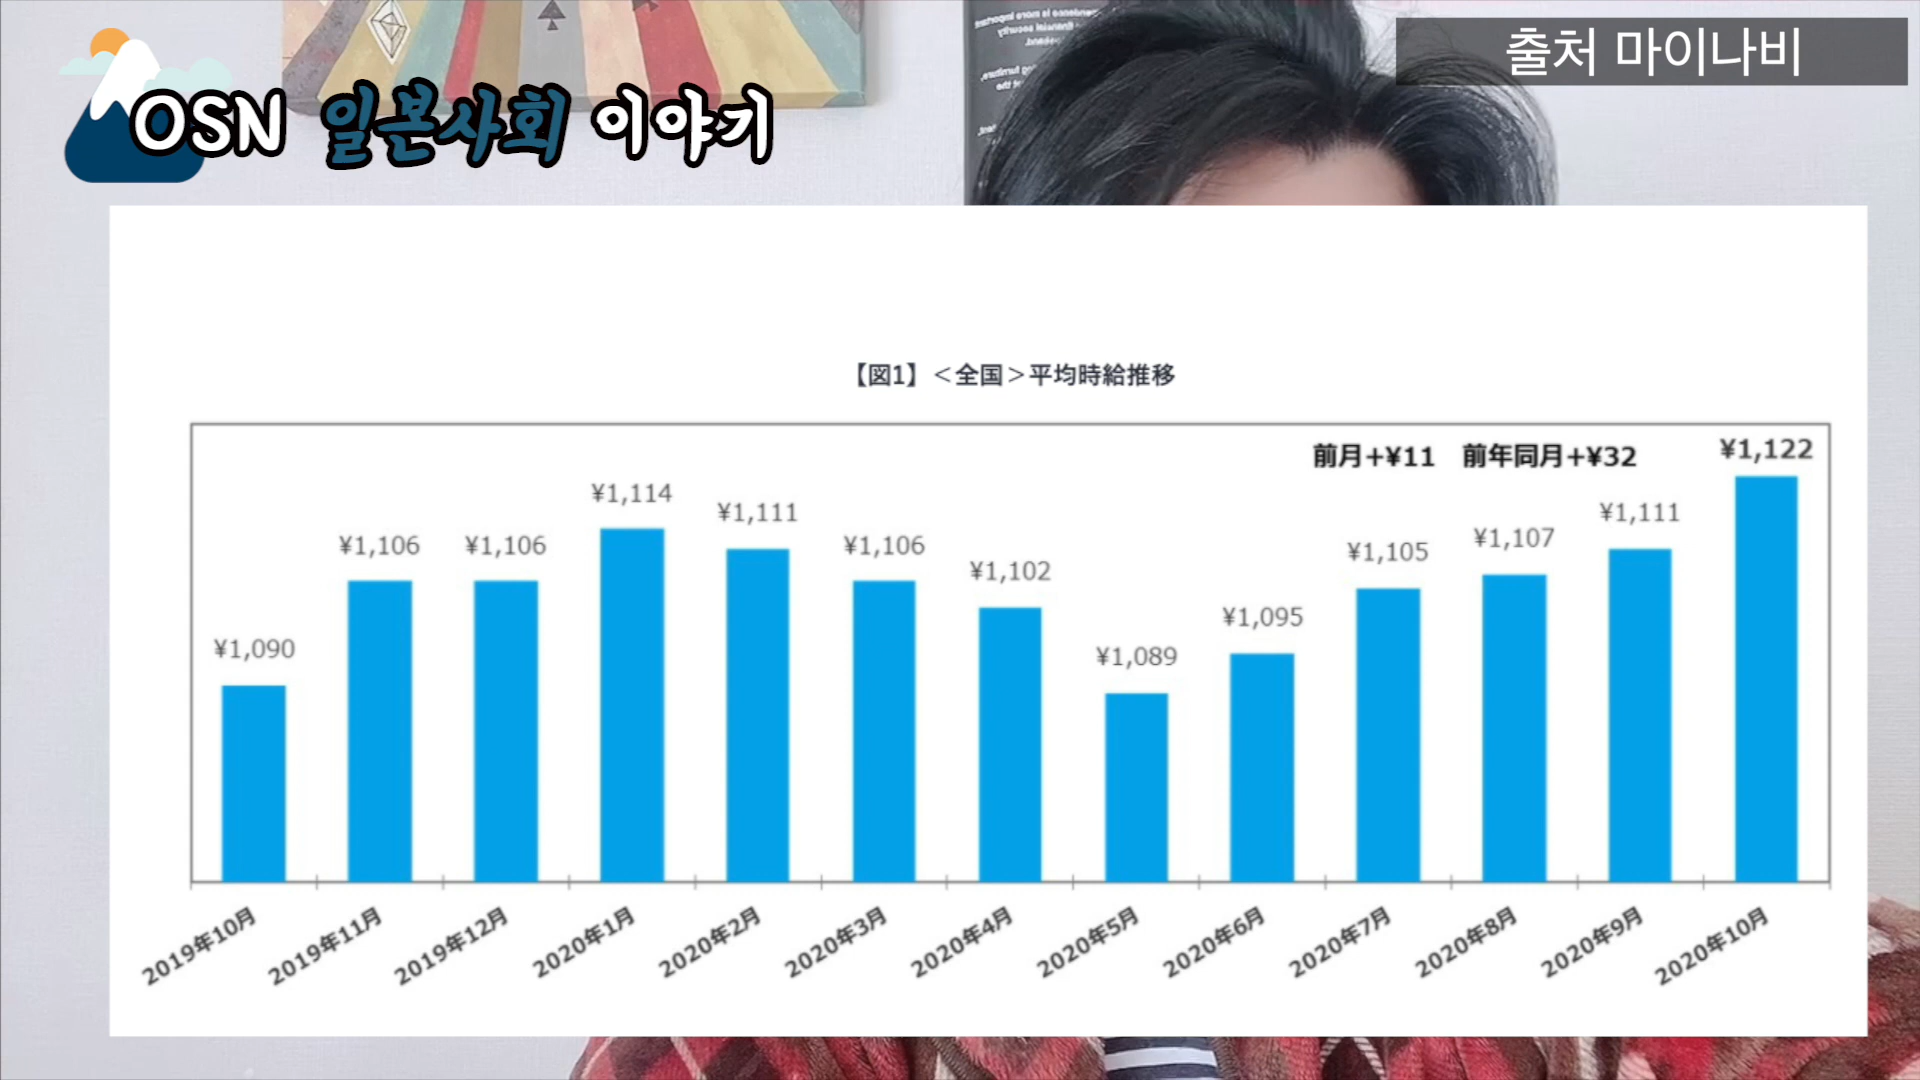 출처 마이나비
OSN 일본사회 이야기
【図1】＜全国＞平均時給推移
前月+¥11 前年同月+¥32
¥1,090
¥1,106
¥1,106
¥1,114
¥1,111
¥1,106
¥1,102
¥1,089
¥1,095
¥1,105
¥1,107
¥1,111
¥1,122
2019年10月
2019年11月
2019年12月
2020年1月
2020年2月
2020年3月
2020年4月
2020年5月
2020年6月
2020年7月
2020年8月
2020年9月
2020年10月